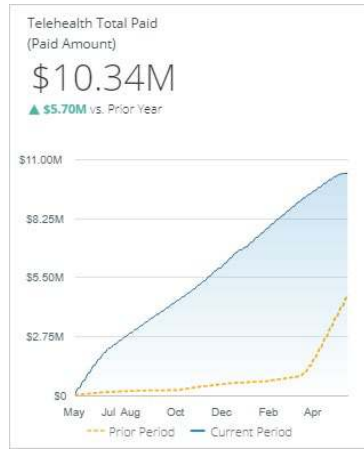 Telehealth Total Paid
(Paid Amount)
$10.34M
▲ $5.70M vs. Prior Year
$11.00M
$8.25M
$5.50M
$2.75M
$0
May Jul Aug Oct Dec Feb Apr
Prior Period Current Period